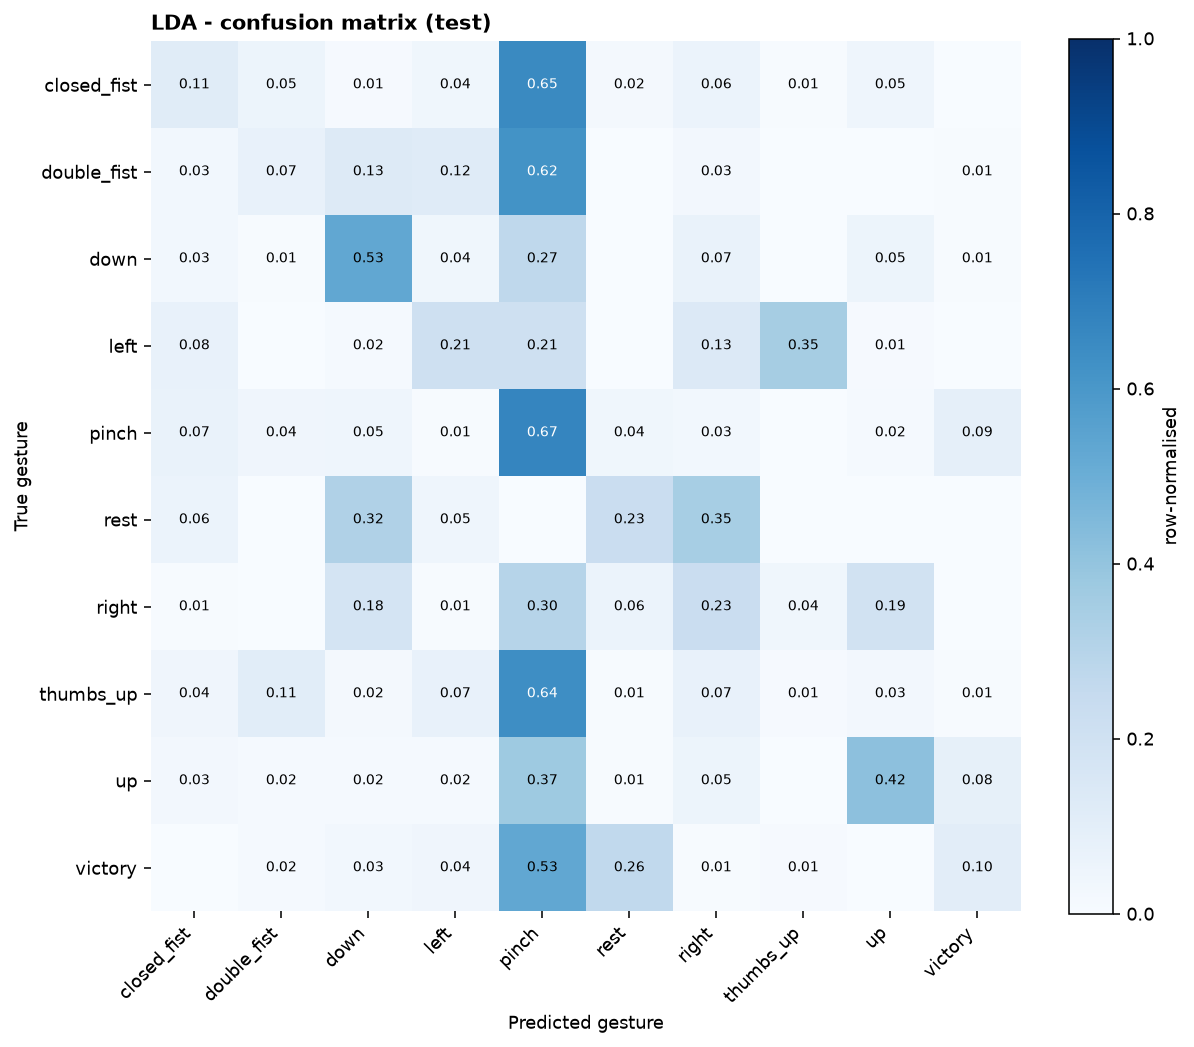 LDA - confusion matrix (test)
True gesture
closed_fist 0.11 0.05 0.01 0.04 0.65 0.02 0.06 0.01 0.05
double_fist 0.03 0.07 0.13 0.12 0.62 0.03 0.01
down 0.03 0.01 0.53 0.04 0.27 0.07 0.05 0.01
left 0.08 0.02 0.21 0.21 0.13 0.35 0.01
pinch 0.07 0.04 0.05 0.01 0.67 0.04 0.03 0.02 0.09
rest 0.06 0.32 0.05 0.23 0.35
right 0.01 0.18 0.01 0.30 0.06 0.23 0.04 0.19
thumbs_up 0.04 0.11 0.02 0.07 0.64 0.01 0.07 0.01 0.03 0.01
up 0.03 0.02 0.02 0.02 0.37 0.01 0.05 0.42 0.08
victory 0.02 0.03 0.04 0.53 0.26 0.01 0.01 0.10
closed_fist double_fist down left pinch rest right thumbs_up up victory
Predicted gesture
1.0
0.8
0.6
0.4
0.2
0.0
row-normalised